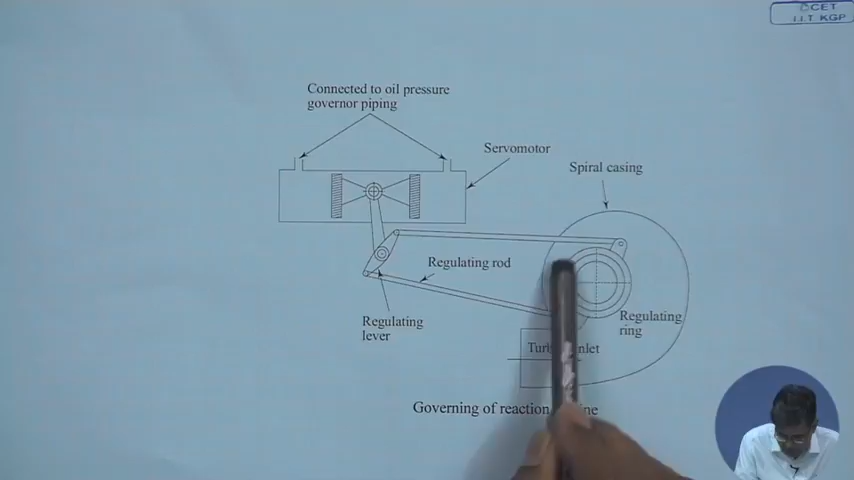 ©CET
I.I.T KGP
Connected to oil pressure
governor piping
Servomotor
Spiral casing
Regulating rod
Regulating
lever
Regulating
ring
Governing of reaction